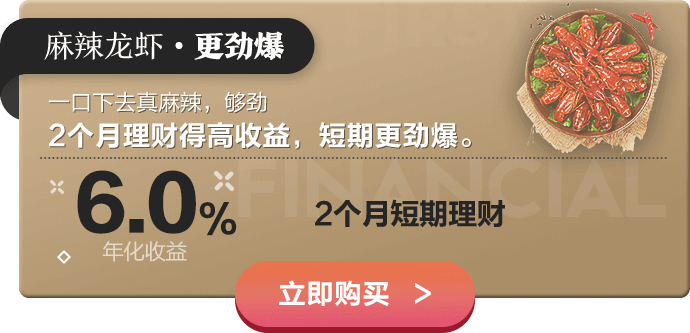 麻辣龙虾·更劲爆
一口下去真麻辣，够劲
2个月理财得高收益，短期更劲爆。
6.0%
年化收益
2个月短期理财
FINANCIAL
立即购买 >